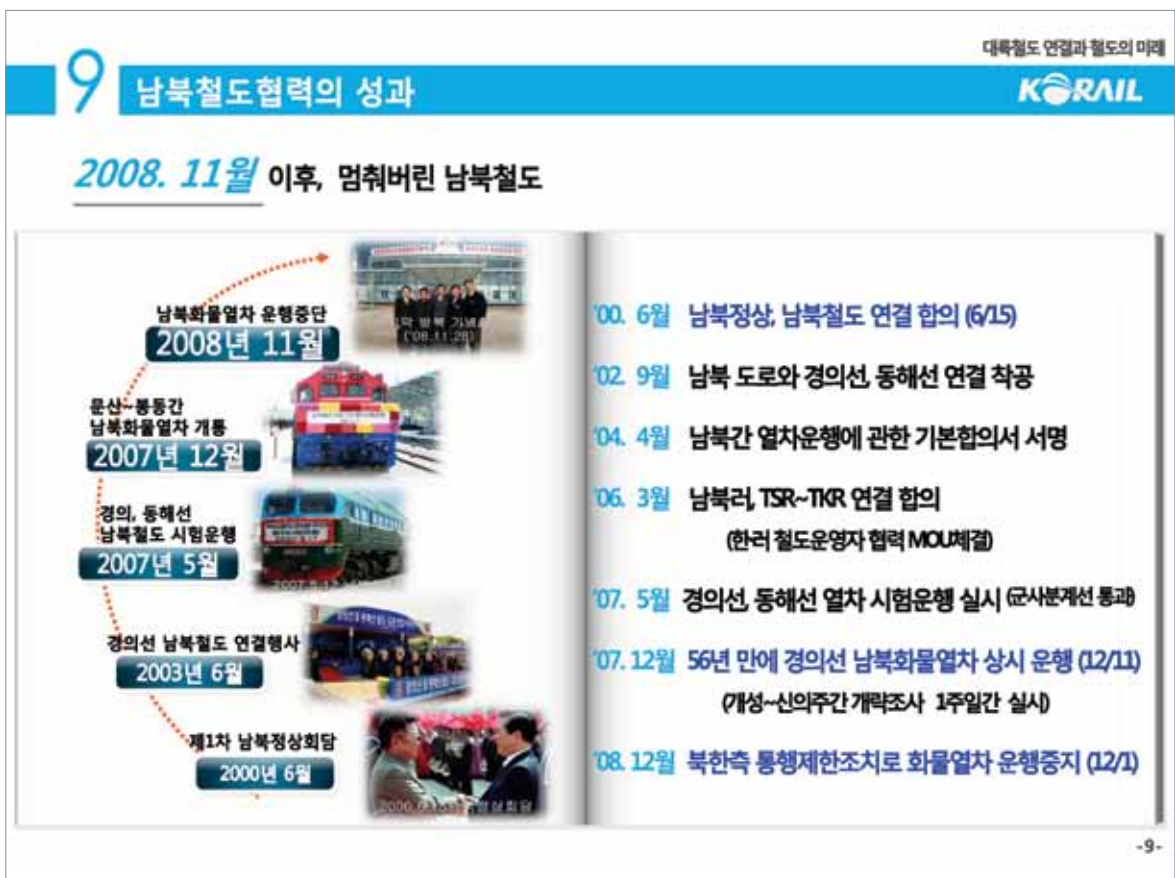 대륙철도 연결과 철도의 미래
9 남북철도협력의 성과
KORAIL
2008. 11월 이후, 멈춰버린 남북철도
남북화물열차 운행중단
2008년 11월
('08.11.28)
문산~봉동간
남북화물열차 개통
2007년 12월
경의, 동해선
남북철도 시험운행
2007년 5월
경의선 남북철도 연결행사
2003년 6월
제1차 남북정상회담
2000년 6월
'00. 6월 남북정상, 남북철도 연결 합의 (6/15)
'02. 9월 남북 도로와 경의선, 동해선 연결 착공
'04. 4월 남북간 열차운행에 관한 기본합의서 서명
'06. 3월 남북러, TSR~TKR 연결 합의
(한러 철도운영자 협력 MOU체결)
'07. 5월 경의선, 동해선 열차 시험운행 실시 (군사분계선 통과)
'07. 12월 56년 만에 경의선 남북화물열차 상시 운행 (12/11)
(개성~신의주간 개략조사 1주일간 실시)
'08. 12월 북한측 통행제한조치로 화물열차 운행중지 (12/1)
-9-